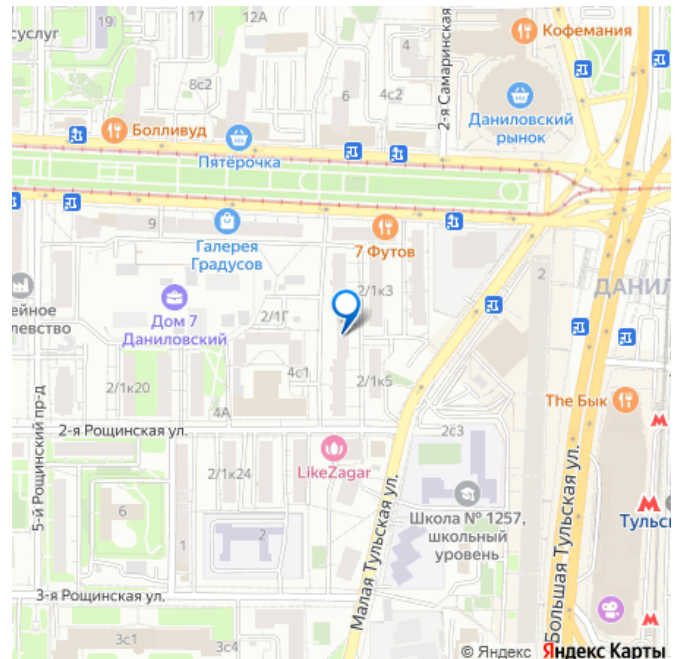 19
17
12А
суслуг
8с2
6
4с2
4
2-я Самаринская
Кофемания
Даниловский
рынок
Болливуд
Пятёрочка
9
Галерея
Градусов
7 Футов
2/1к3
2
ДАНИЛ
ейное
левство
Дом 7
Даниловский
2/1Г
4с1
2/1к5
2/1к20
4А
The Бык
5-й Рощинский пр-д
2-я Рощинская ул.
2с3
LikeZagar
2/1к24
6
1
2
Малая Тульская ул.
Школа № 1257,
школьный
уровень
Большая Тульская ул.
Тульс
3-я Рощинская ул.
3с1
3с4
© Яндекс Яндекс Карты